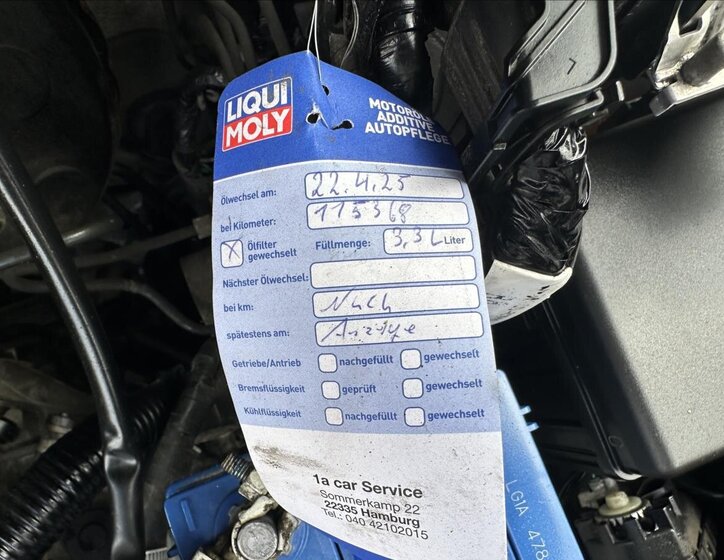 LIQUI
MOLY
MOTORÖLE
ADDITIVE
AUTOPFLEGE
Ölwechsel am: 22.4.25
bei Kilometer: 115368
X Ölfilter gewechselt Füllmenge: 3,3 L Liter
Nächster Ölwechsel:
bei km: Nach
spätestens am: Anzeige
Getriebe/Antrieb nachgefüllt gewechselt
Bremsflüssigkeit geprüft gewechselt
Kühlflüssigkeit nachgefüllt gewechselt
1a car Service
Sommerkamp 22
22335 Hamburg
Tel.: 040 42102015